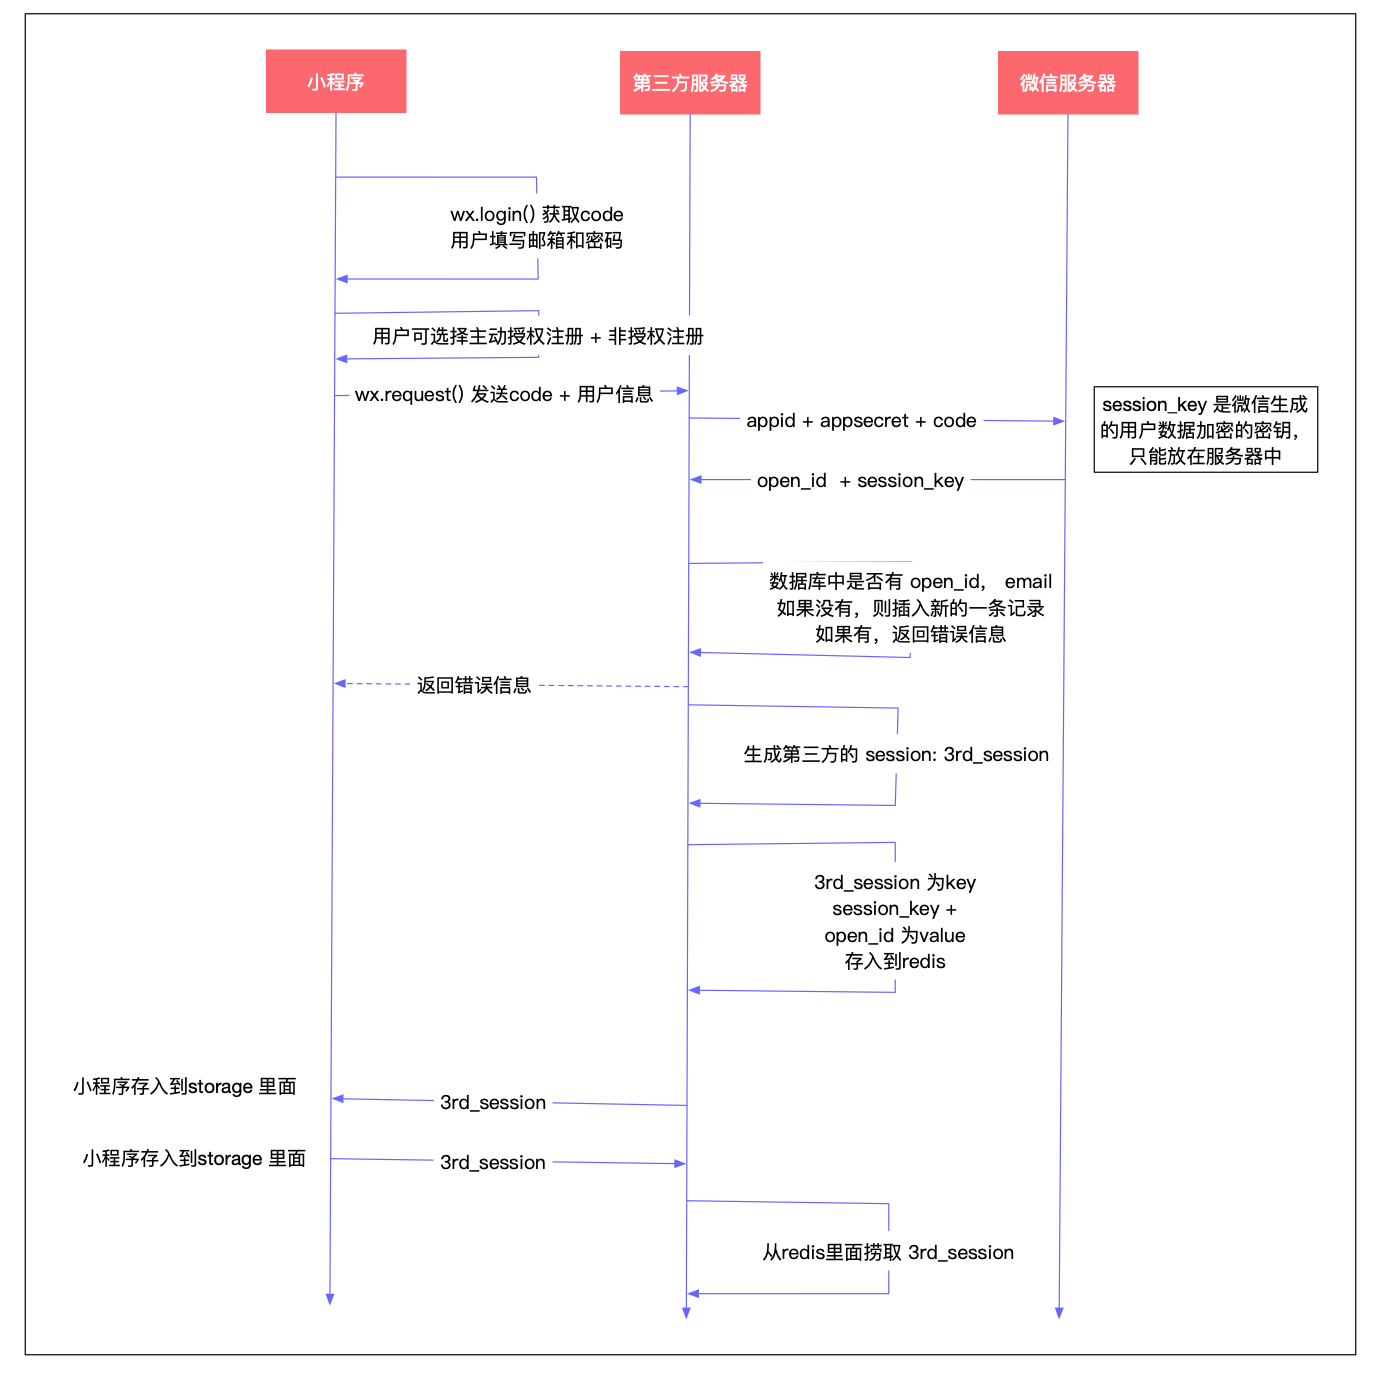 小程序
第三方服务器
微信服务器
wx.login() 获取code
用户填写邮箱和密码
用户可选择主动授权注册 + 非授权注册
wx.request() 发送code + 用户信息
appid + appsecret + code
session_key 是微信生成
的用户数据加密的密钥，
只能放在服务器中
open_id + session_key
数据库中是否有 open_id， email
如果没有，则插入新的一条记录
如果有，返回错误信息
返回错误信息
生成第三方的 session: 3rd_session
3rd_session 为key
session_key +
open_id 为value
存入到redis
小程序存入到storage 里面
3rd_session
小程序存入到storage 里面
3rd_session
从redis里面捞取 3rd_session